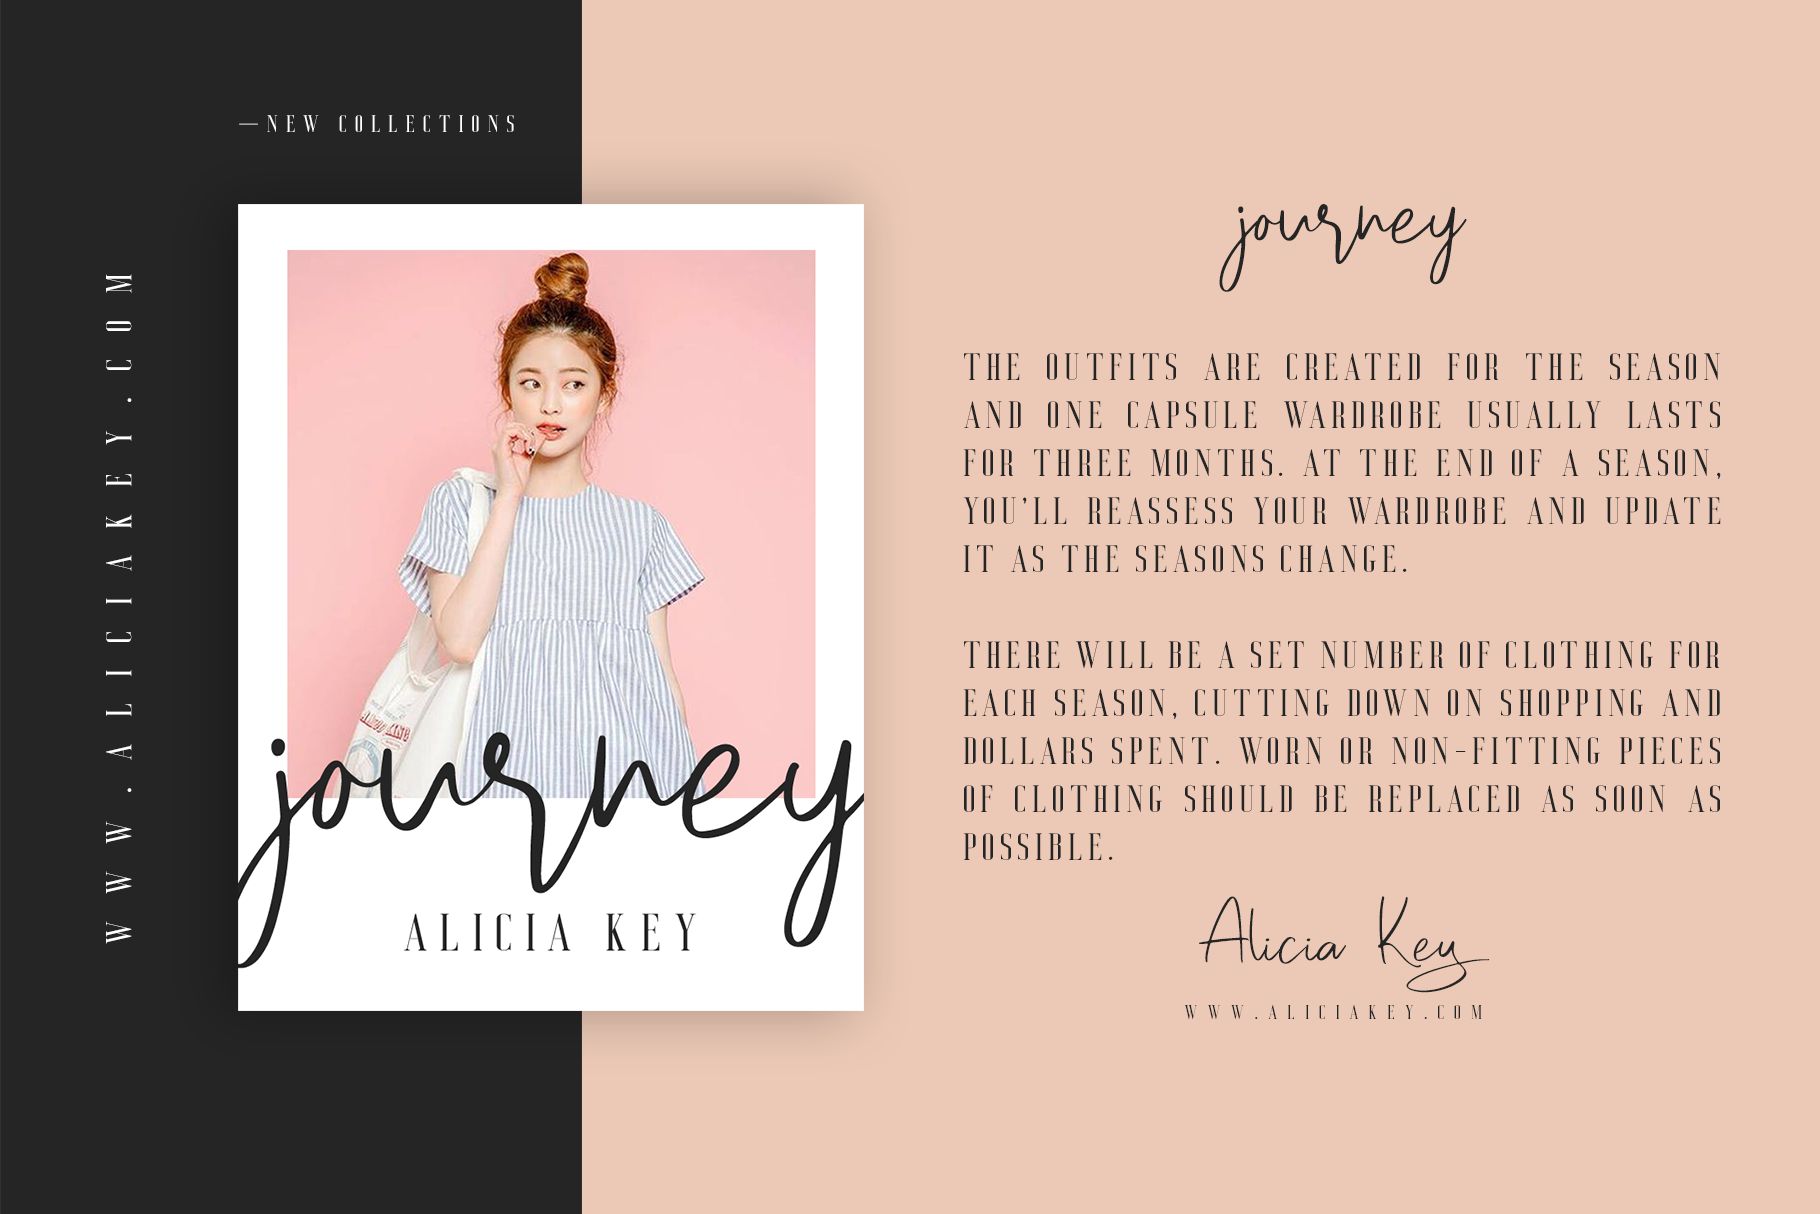 —NEW COLLECTIONS
WWW.ALICIAKEY.COM
journey
ALICIA KEY
journey
THE OUTFITS ARE CREATED FOR THE SEASON
AND ONE CAPSULE WARDROBE USUALLY LASTS
FOR THREE MONTHS. AT THE END OF A SEASON,
YOU'LL REASSESS YOUR WARDROBE AND UPDATE
IT AS THE SEASONS CHANGE.
THERE WILL BE A SET NUMBER OF CLOTHING FOR
EACH SEASON, CUTTING DOWN ON SHOPPING AND
DOLLARS SPENT. WORN OR NON-FITTING PIECES
OF CLOTHING SHOULD BE REPLACED AS SOON AS
POSSIBLE.
Alicia Key
WWW.ALICIAKEY.COM